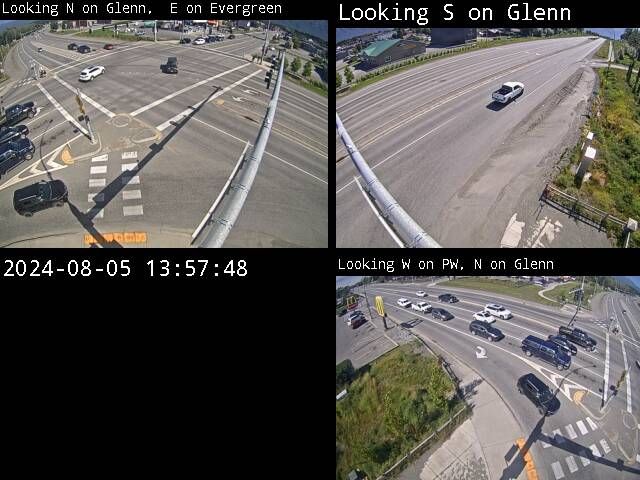 Looking N on Glenn,  E on Evergreen
Looking S on Glenn
2024-08-05 13:57:48
Looking W on PW, N on Glenn